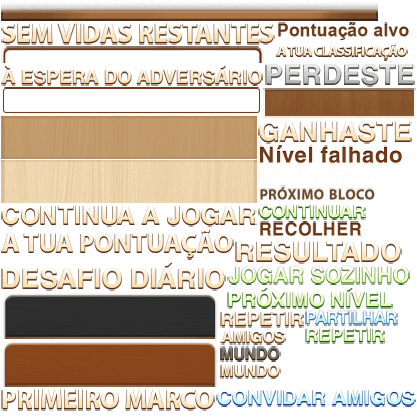 SEM VIDAS RESTANTES
Pontuação alvo
A TUA CLASSIFICAÇÃO
À ESPERA DO ADVERSÁRIO
PERDESTE
GANHASTE
Nível falhado
PRÓXIMO BLOCO
CONTINUA A JOGAR
CONTINUAR
RECOLHER
A TUA PONTUAÇÃO
RESULTADO
DESAFIO DIÁRIO
JOGAR SOZINHO
PRÓXIMO NÍVEL
REPETIR
PARTILHAR
AMIGOS
REPETIR
MUNDO
MUNDO
PRIMEIRO MARCO
CONVIDAR AMIGOS